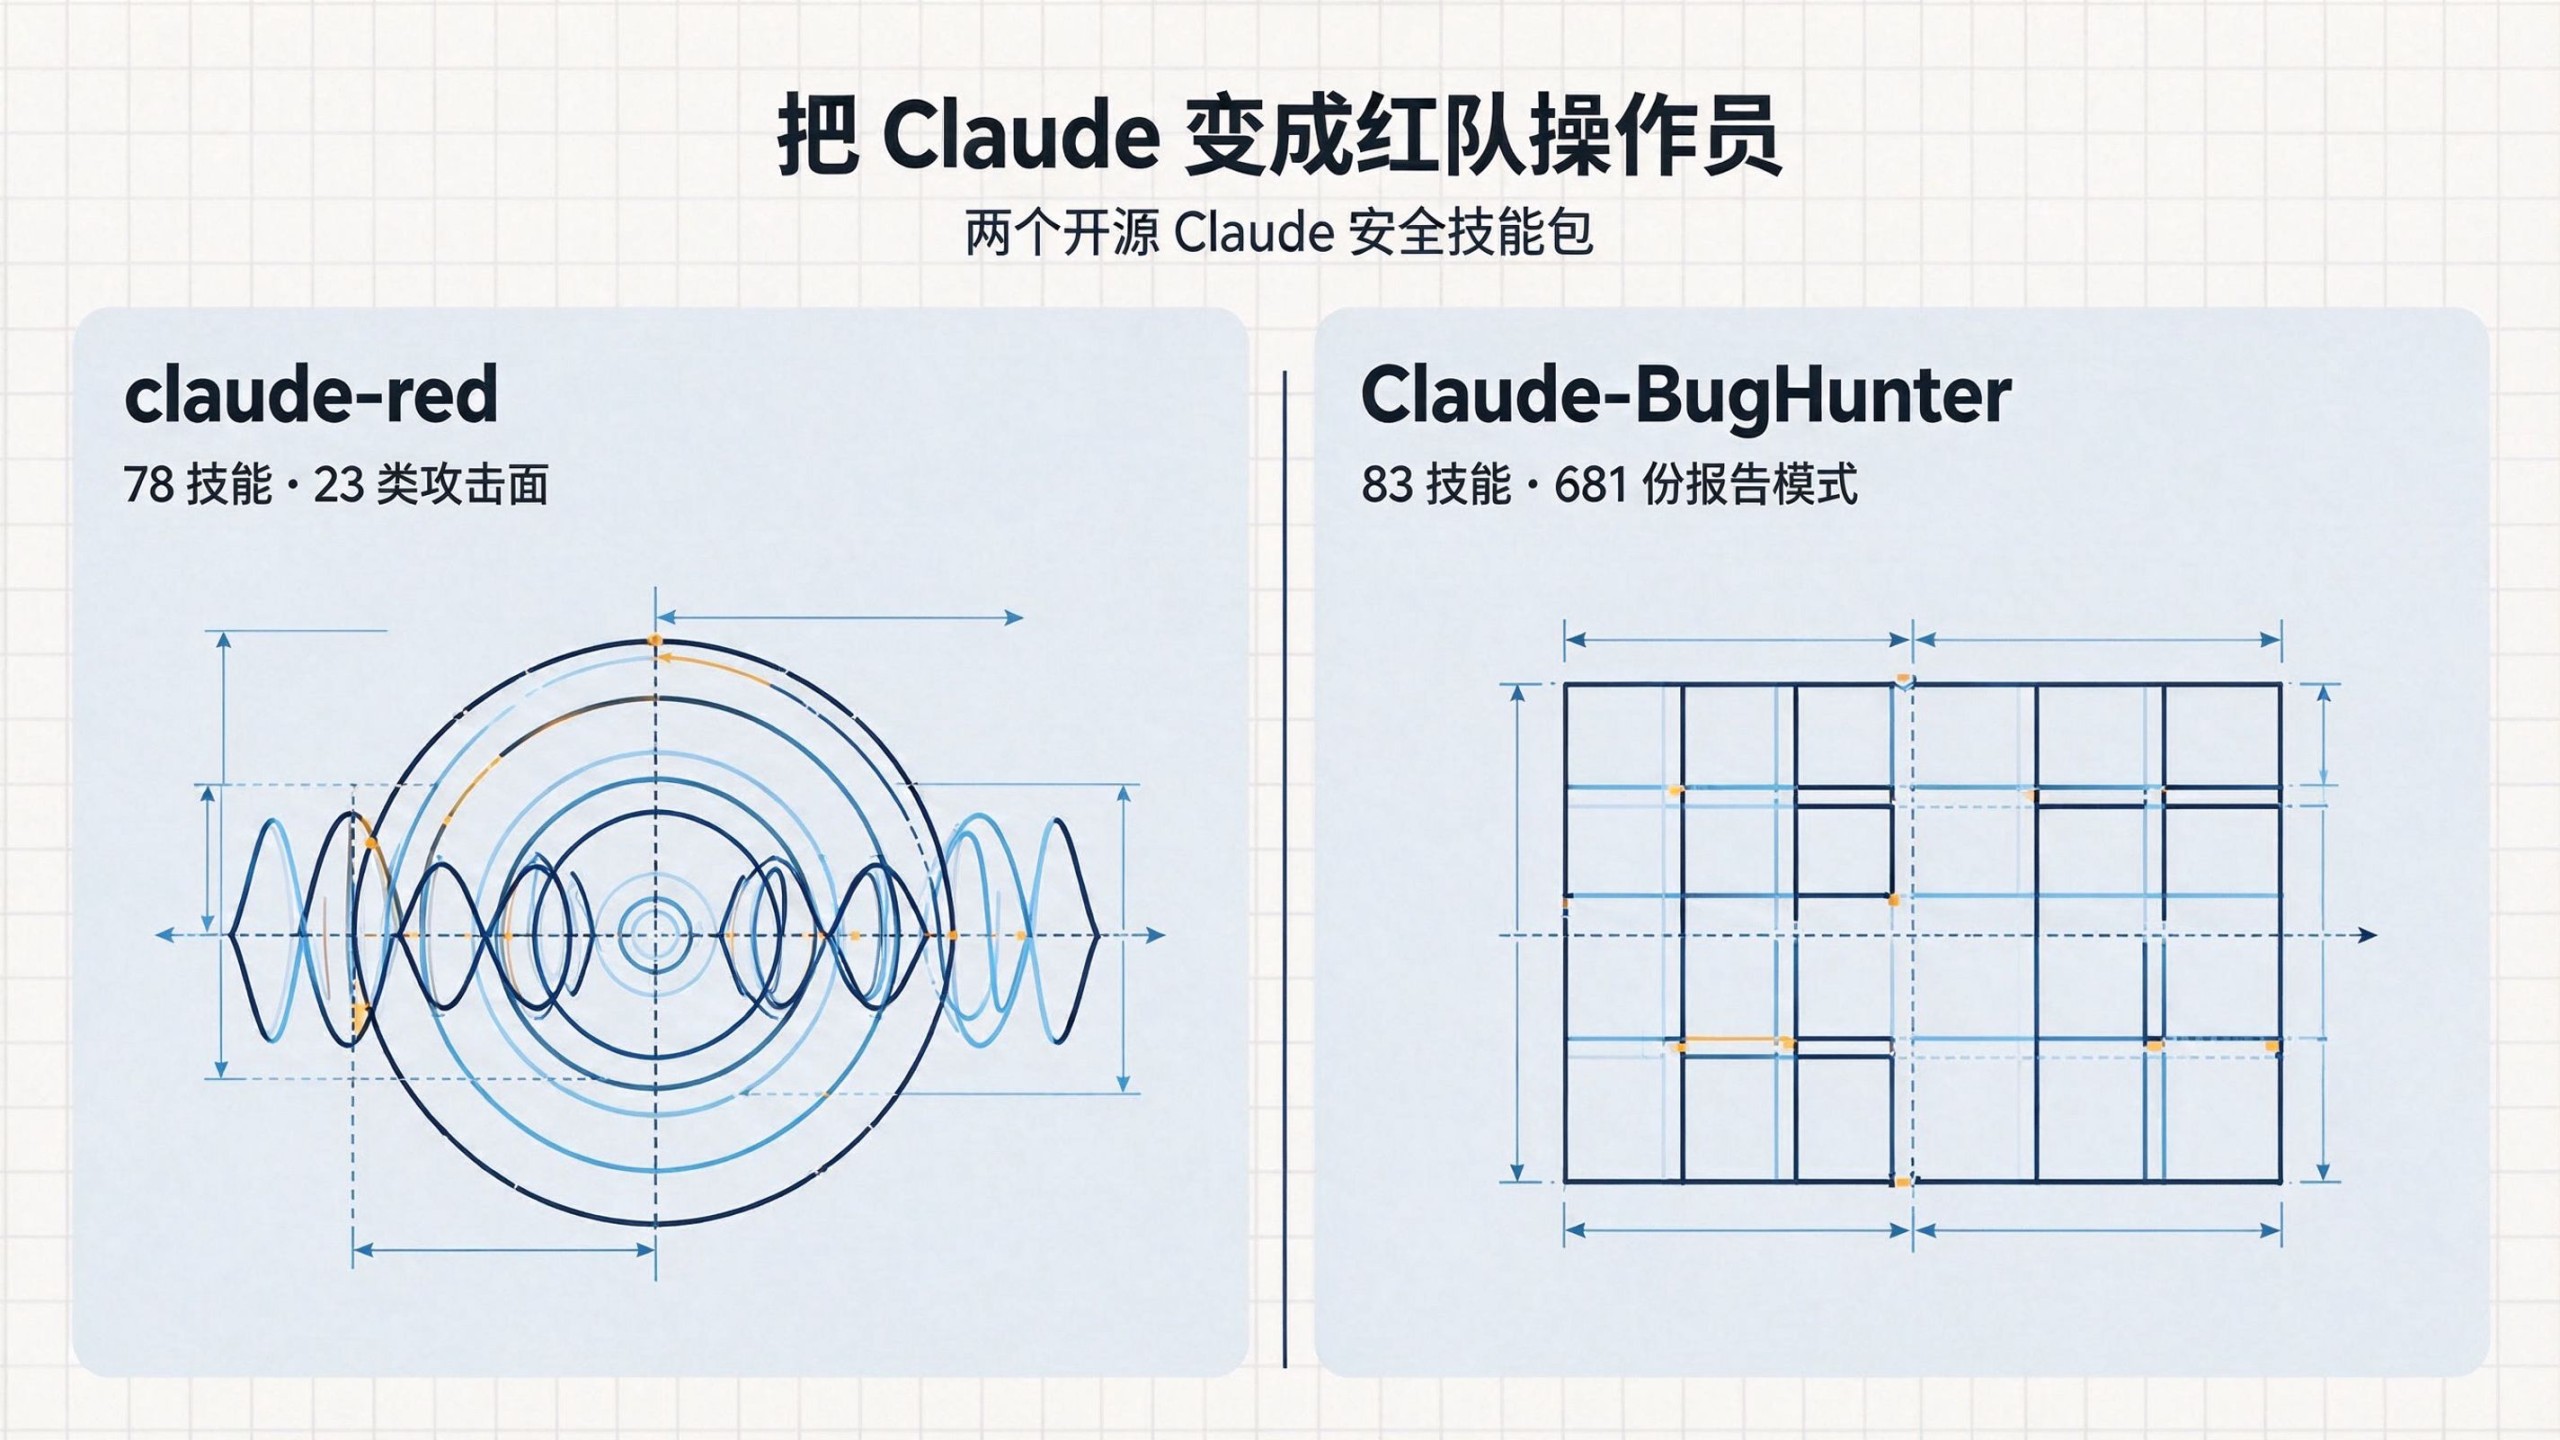 把 Claude 变成红队操作员
两个开源 Claude 安全技能包
claude-red
78 技能 · 23 类攻击面
Claude-BugHunter
83 技能 · 681 份报告模式